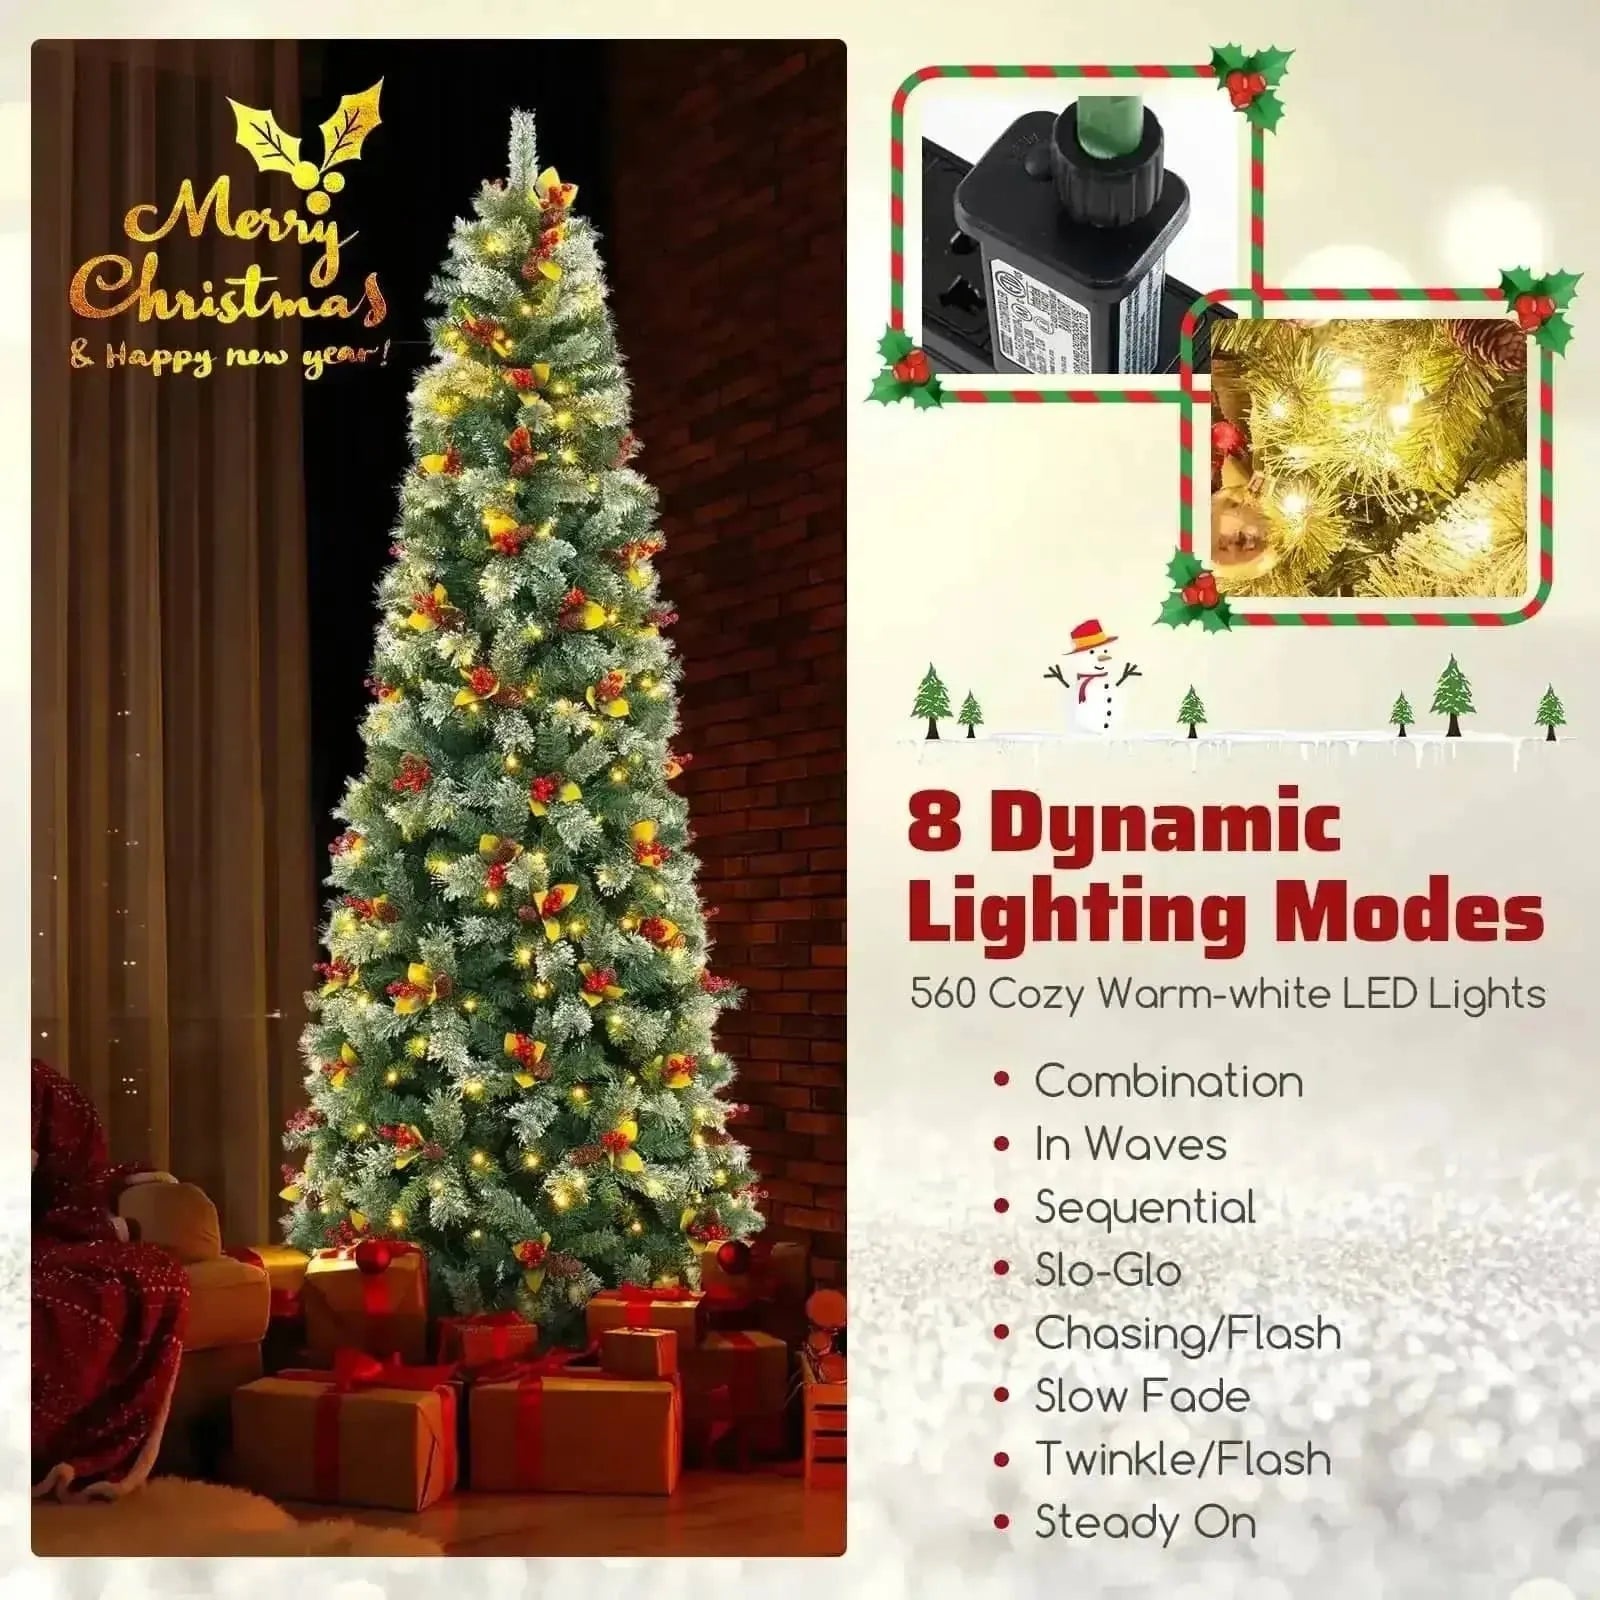 Merry
Christmas
& Happy new year!
8 Dynamic
Lighting Modes
560 Cozy Warm-white LED Lights
• Combination
• In Waves
• Sequential
• Slo-Glo
• Chasing/Flash
• Slow Fade
• Twinkle/Flash
• Steady On